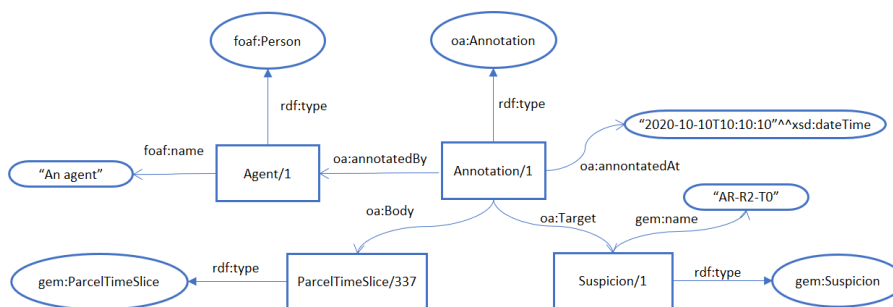 foaf:Person
oa:Annotation
rdf:type
rdf:type
"2020-10-10T10:10:10"^^xsd:dateTime
foaf:name
oa:annotatedBy
oa:anntotatedAt
"An agent"
Agent/1
Annotation/1
"AR-R2-T0"
oa:Body
oa:Target
gem:name
gem:ParcelTimeSlice
rdf:type
ParcelTimeSlice/337
Suspicion/1
rdf:type
gem:Suspicion